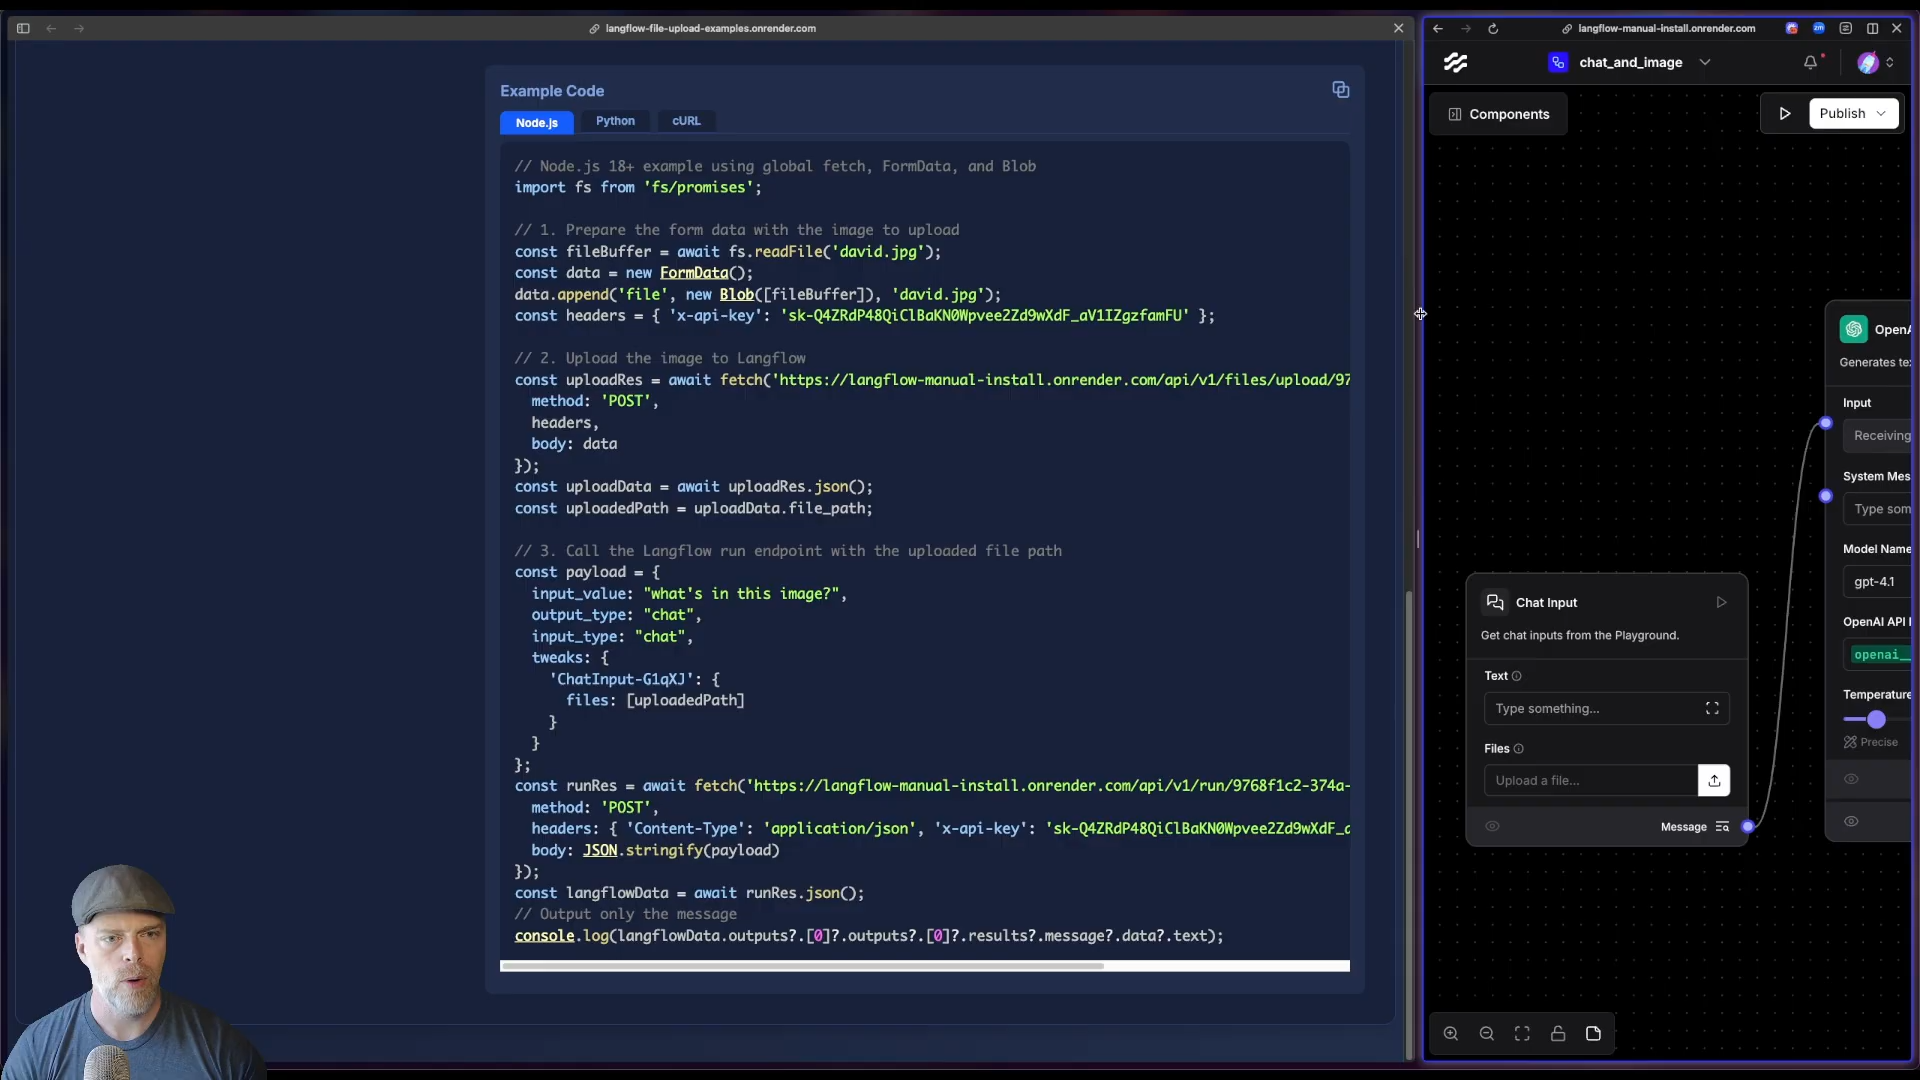 langflow-file-upload-examples.onrender.com
Example Code
Node.js
Python
cURL
// Node.js 18+ example using global fetch, FormData, and Blob
import fs from 'fs/promises';
// 1. Prepare the form data with the image to upload
const fileBuffer = await fs.readFile('david.jpg');
const data = new FormData();
data.append('file', new Blob([fileBuffer]), 'david.jpg');
const headers = { 'x-api-key': 'sk-Q4ZRdP48QiClBaKN0Wpvee2Zd9wXdF_aV1IZgzfamFU' };
// 2. Upload the image to Langflow
const uploadRes = await fetch('https://langflow-manual-install.onrender.com/api/v1/files/upload/97
method: 'POST',
headers,
body: data
});
const uploadData = await uploadRes.json();
const uploadedPath = uploadData.file_path;
// 3. Call the Langflow run endpoint with the uploaded file path
const payload = {
input_value: "what's in this image?",
output_type: "chat",
input_type: "chat",
tweaks: {
'ChatInput-G1qXJ': {
files: [uploadedPath]
}
}
};
const runRes = await fetch('https://langflow-manual-install.onrender.com/api/v1/run/9768f1c2-374a-
method: 'POST',
headers: { 'Content-Type': 'application/json', 'x-api-key': 'sk-Q4ZRdP48QiClBaKN0Wpvee2Zd9wXdF_a
body: JSON.stringify(payload)
});
const langflowData = await runRes.json();
// Output only the message
console.log(langflowData.outputs?.[0]?.outputs?.[0]?.results?.message?.data?.text);
langflow-manual-install.onrender.com
zm
chat_and_image
Components
Publish
Chat Input
Get chat inputs from the Playground.
Text
Type something...
Files
Upload a file...
Message
OpenA
Generates te
Input
Receiving
System Mes
Type som
Model Name
gpt-4.1
OpenAI API
openai_
Temperature
Precise